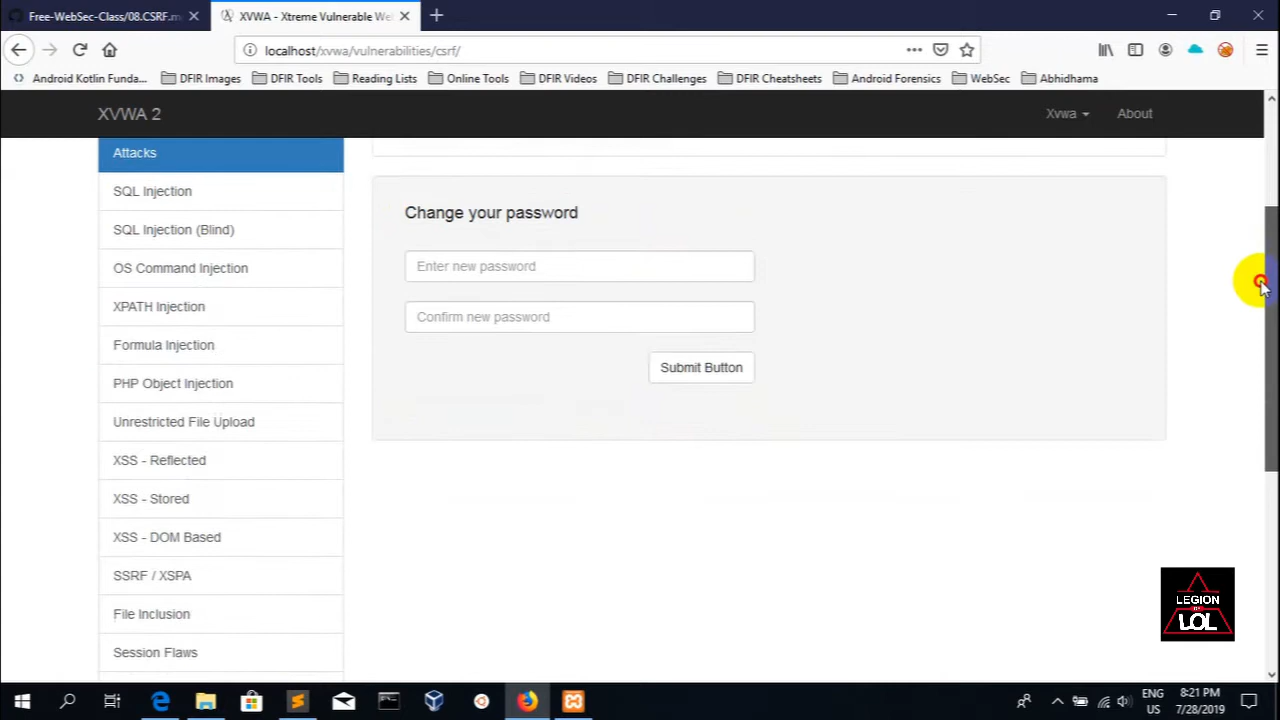 Free-WebSec-Class/08.CSRF.m
XVWA - Xtreme Vulnerable We
localhost/xvwa/vulnerabilities/csrf/
Android Kotlin Funda...
DFIR Images
DFIR Tools
Reading Lists
Online Tools
DFIR Videos
DFIR Challenges
DFIR Cheatsheets
Android Forensics
WebSec
Abhidhama
XVWA 2
Xvwa
About
Attacks
SQL Injection
SQL Injection (Blind)
OS Command Injection
XPATH Injection
Formula Injection
PHP Object Injection
Unrestricted File Upload
XSS - Reflected
XSS - Stored
XSS - DOM Based
SSRF / XSPA
File Inclusion
Session Flaws
Change your password
Enter new password
Confirm new password
Submit Button
LEGION
OF
LOL
ENG
US
8:21 PM
7/28/2019